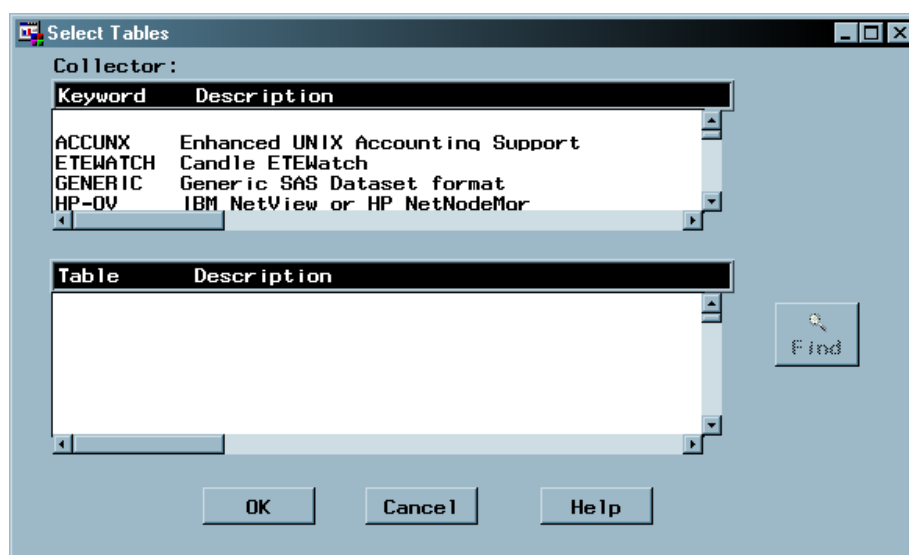 Select Tables
Collector:
Keyword Description
ACCUNX Enhanced UNIX Accounting Support
ETEWATCH Candle ETEWatch
GENERIC Generic SAS Dataset format
HP-OV IBM NetView or HP NetNodeMgr
Table Description
Find
OK Cancel Help